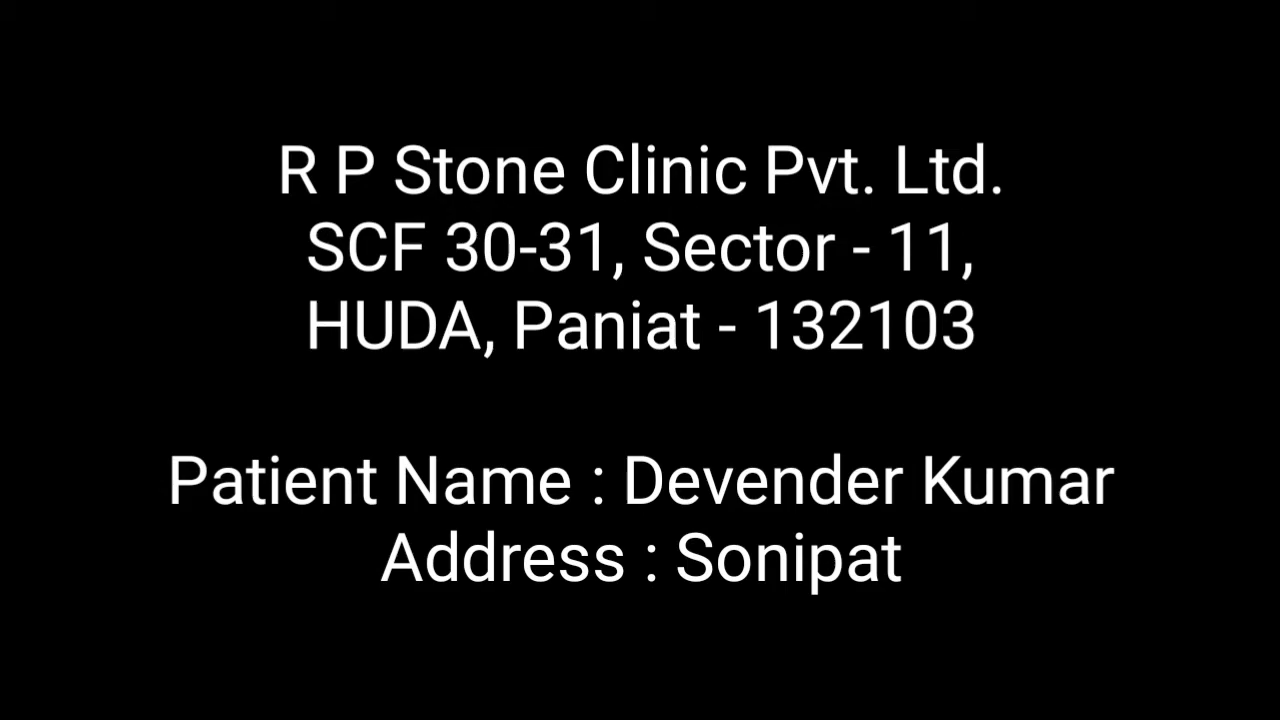 R P Stone Clinic Pvt. Ltd.
SCF 30-31, Sector - 11,
HUDA, Paniat - 132103
Patient Name : Devender Kumar
Address : Sonipat